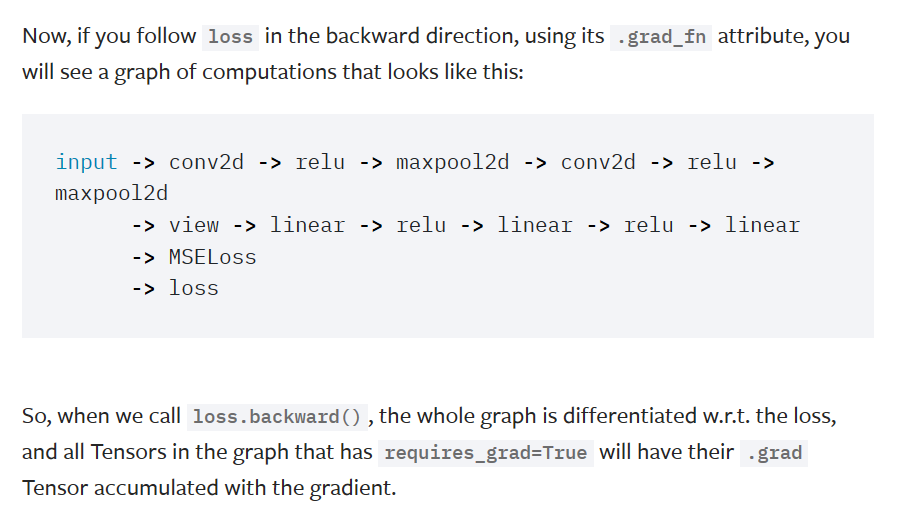 Now, if you follow loss in the backward direction, using its .grad_fn attribute, you
will see a graph of computations that looks like this:
input -> conv2d -> relu -> maxpool2d -> conv2d -> relu ->
maxpool2d
-> view -> linear -> relu -> linear -> relu -> linear
-> MSELoss
-> loss
So, when we call loss.backward() , the whole graph is differentiated w.r.t. the loss,
and all Tensors in the graph that has requires_grad=True will have their .grad
Tensor accumulated with the gradient.